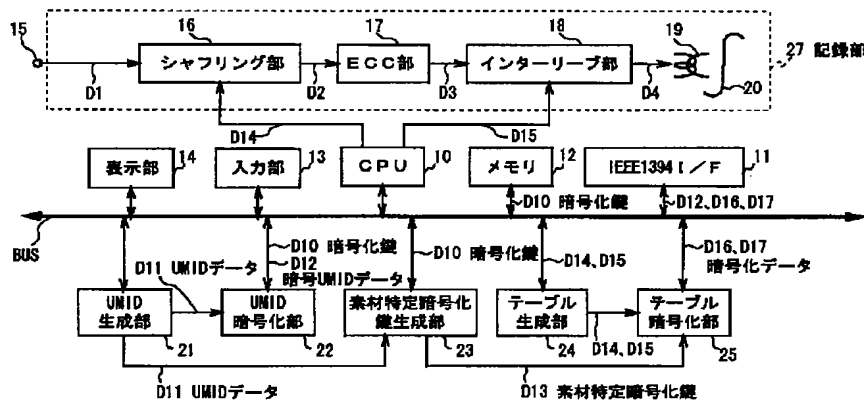 15
16
17
18
19
27 記録部
シャフリング部
ECC部
インターリーブ部
D1
D2
D3
D4
20
D14
D15
表示部
14
入力部
13
CPU
10
メモリ
12
IEEE1394 I/F
11
D10 暗号化鍵
D12、D16、D17
BUS
D11 UMIDデータ
D10 暗号化鍵
D12
暗号UMIDデータ
D10 暗号化鍵
D14、D15
D16、D17
暗号化データ
UMID
生成部
21
UMID
暗号化部
22
素材特定暗号化
鍵生成部
23
テーブル
生成部
24
テーブル
暗号化部
25
D14、D15
D11 UMIDデータ
D13 素材特定暗号化鍵